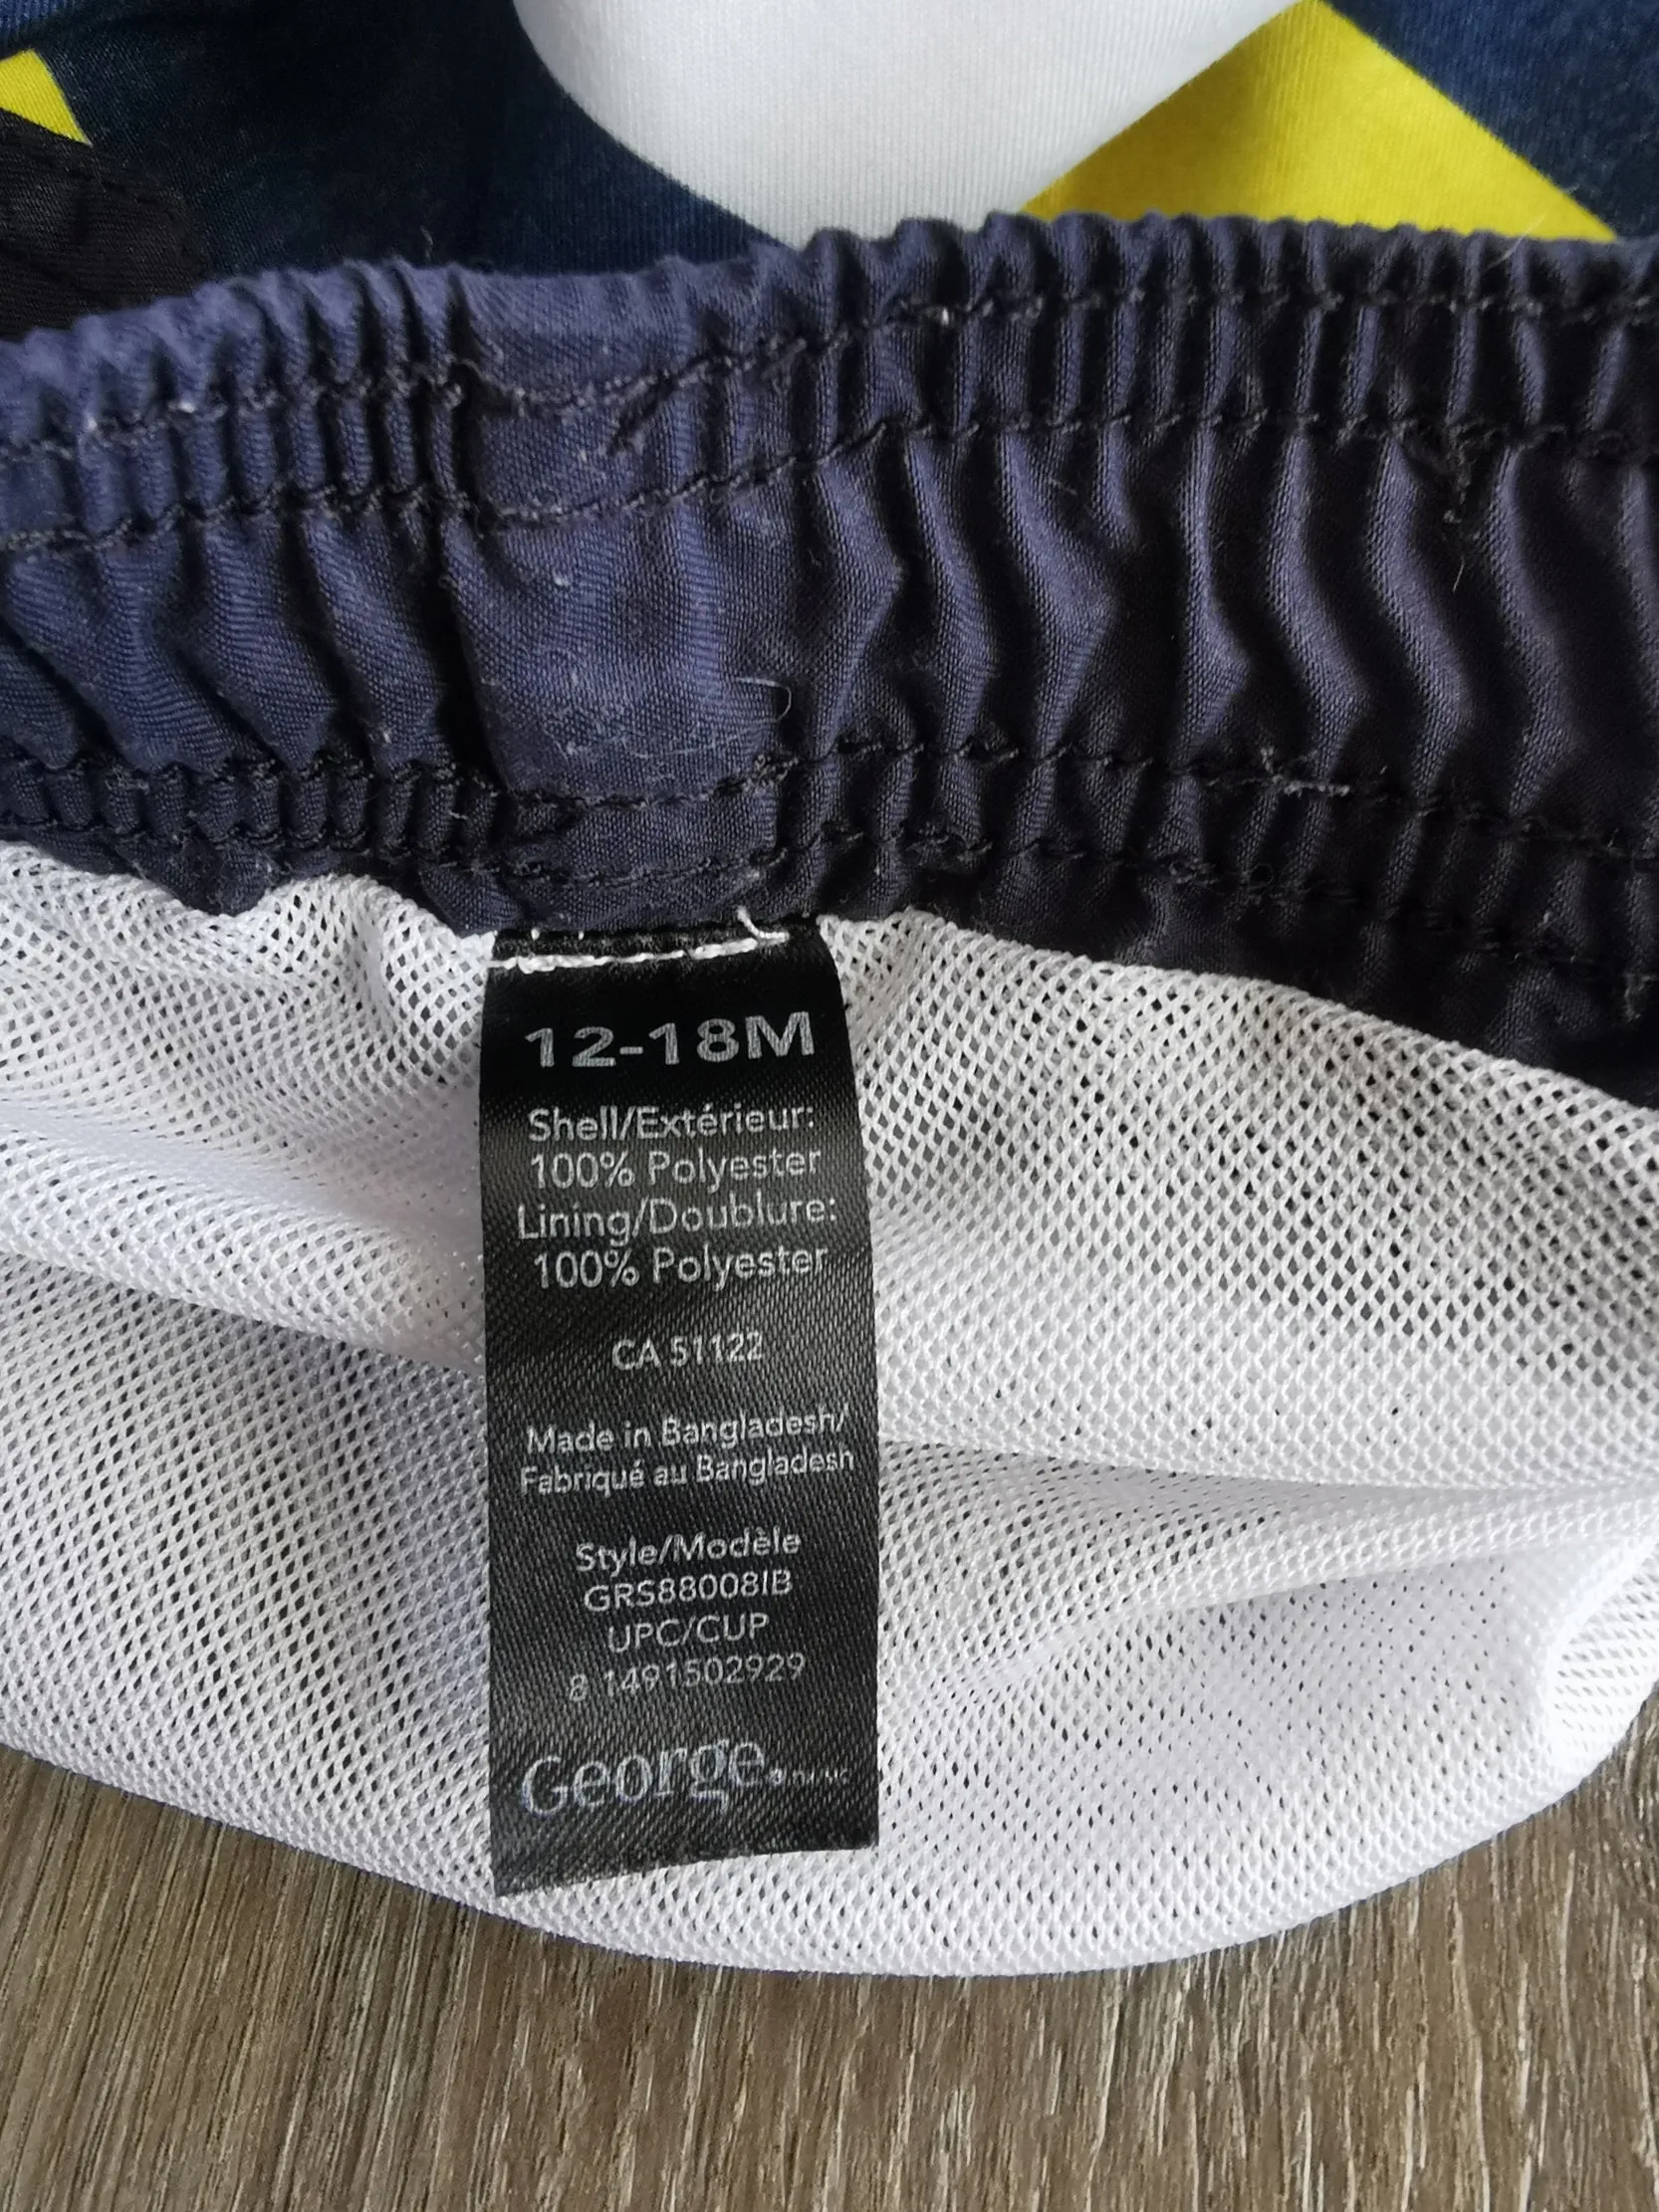 12-18M
Shell/Extérieur:
100% Polyester
Lining/Doublure:
100% Polyester
CA 51122
Made in Bangladesh/
Fabriqué au Bangladesh
Style/Modèle
GRS88008IB
UPC/CUP
8 1491502929
George.